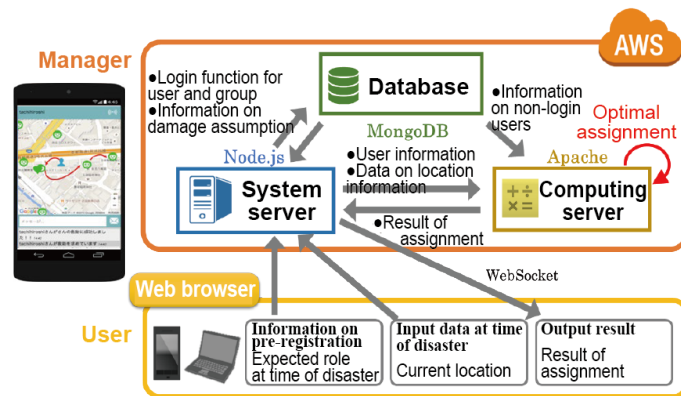 Manager
AWS
●Login function for
user and group
●Information on
damage assumption
Database
MongoDB
●Information
on non-login
users
Optimal
assignment
Node.js
Apache
System
server
●User information
●Data on location
information
Computing
server
●Result of
assignment
WebSocket
Web browser
User
Information on
pre-registration
Expected role
at time of disaster
Input data at time
of disaster
Current location
Output result
Result of
assignment